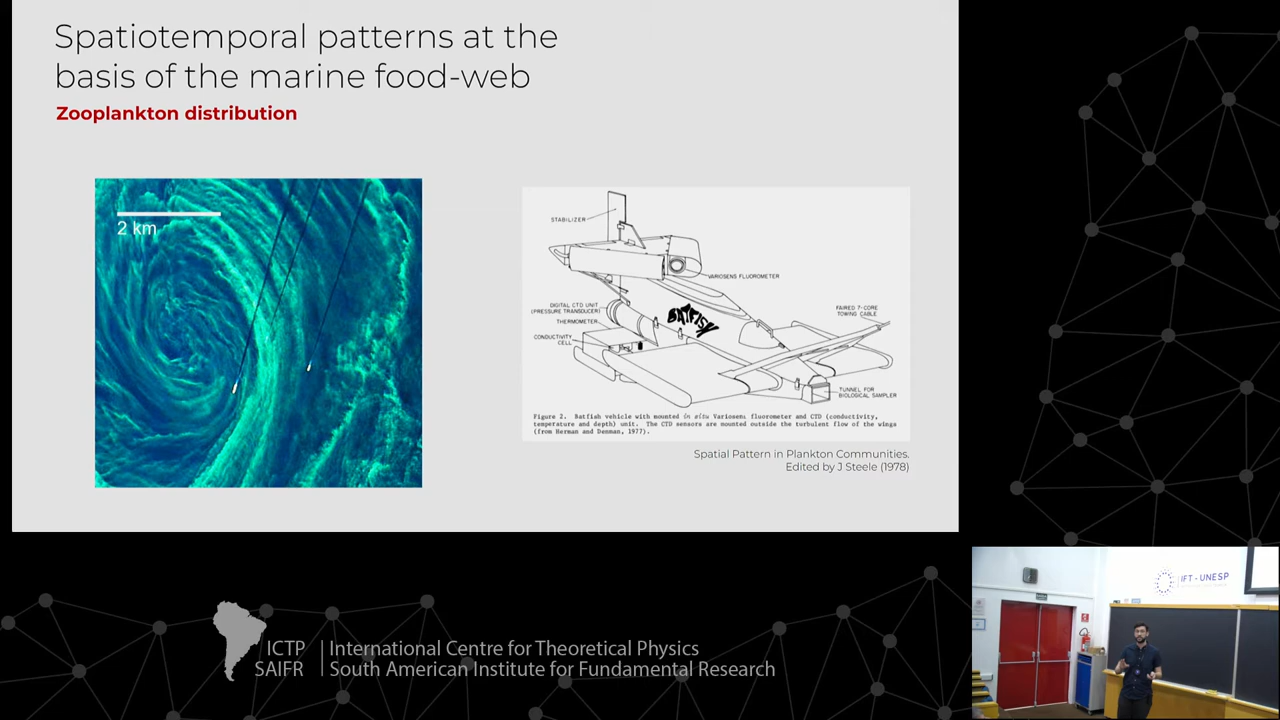 Spatiotemporal patterns at the
basis of the marine food-web
Zooplankton distribution
2 km
STABILIZER
VARIOSENS FLUOROMETER
DIGITAL CTD UNIT
(PRESSURE TRANSDUCER)
THERMOMETER
CONDUCTIVITY
CELL
BATFISH
FAIRED 7-CORE
TOWING CABLE
TUNNEL FOR
BIOLOGICAL SAMPLER
Figure 2. Batfish vehicle with mounted in situ Variosens fluorometer and CTD (conductivity,
temperature and depth) unit. The CTD sensors are mounted outside the turbulent flow of the wings
(from Herman and Denman, 1977).
Spatial Pattern in Plankton Communities.
Edited by J Steele (1978)
IFT - UNESP
ICTP
SAIFR
International Centre for Theoretical Physics
South American Institute for Fundamental Research